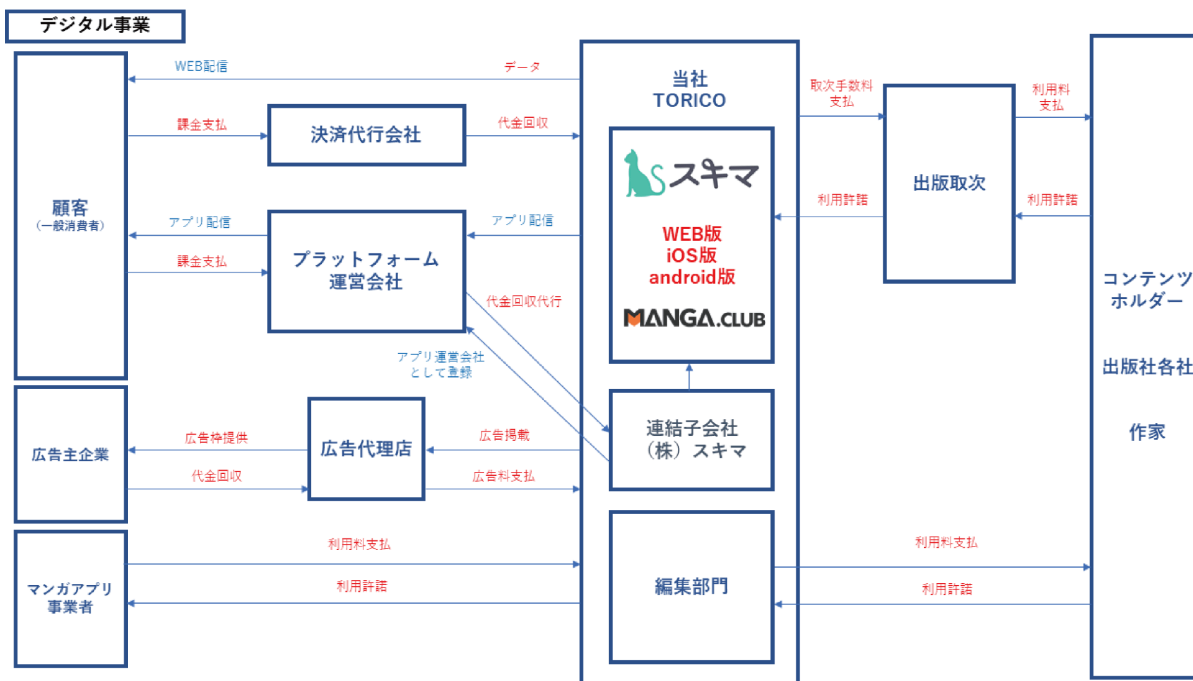 デジタル事業
WEB配信
データ
課金支払
決済代行会社
代金回収
顧客
（一般消費者）
アプリ配信
課金支払
プラットフォーム
運営会社
アプリ配信
代金回収代行
アプリ運営会社
として登録
広告主企業
広告枠提供
代金回収
広告代理店
広告掲載
広告料支払
マンガアプリ
事業者
利用料支払
利用許諾
当社
TORICO
スキマ
WEB版
iOS版
android版
MANGA.CLUB
連結子会社
（株）スキマ
編集部門
取次手数料
支払
利用許諾
出版取次
利用料
支払
利用許諾
利用料支払
利用許諾
コンテンツ
ホルダー
出版社各社
作家